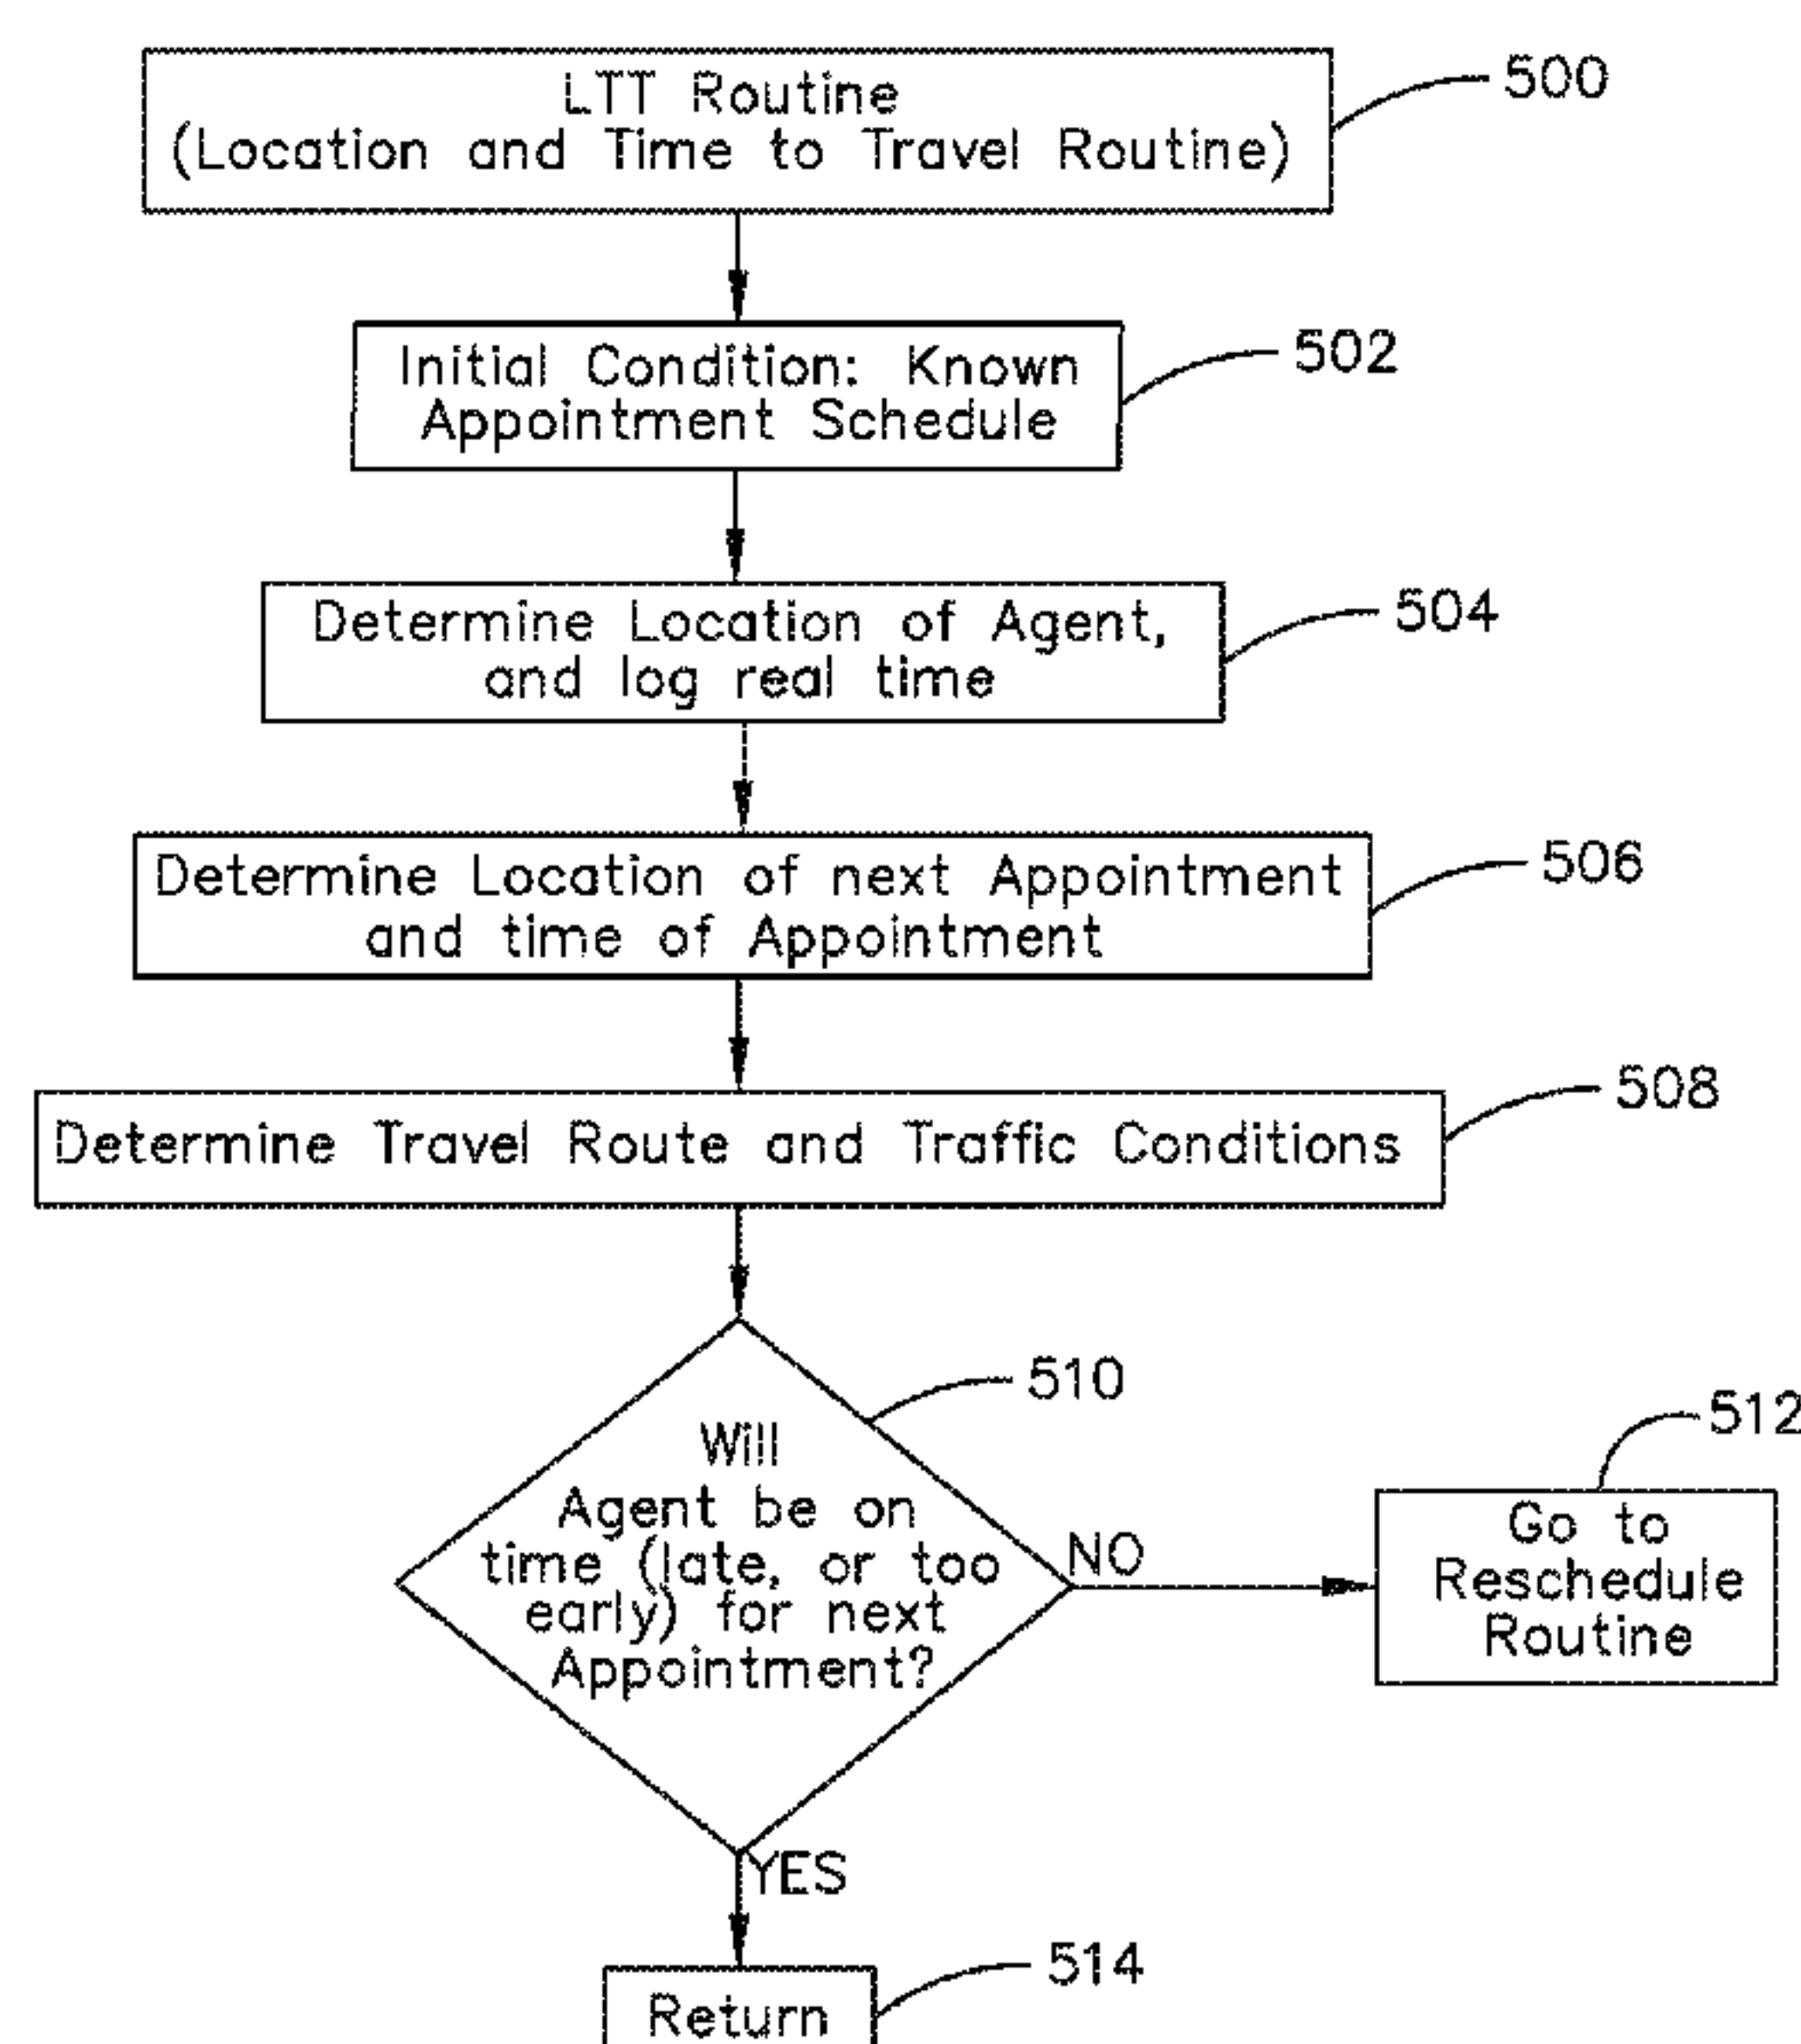 LTT Routine
500
(Location and Time to Travel Routine)
Initial Condition: Known
502
Appointment Schedule
Determine Location of Agent,
504
and log real time
Determine Location of next Appointment
506
and time of Appointment
508
Determine Travel Route and Traffic Conditions
510
512
Will
Agent be on
time (late, or too
early) for next
Appointment?
NO
Go to
Reschedule
Routine
YES
514
Return